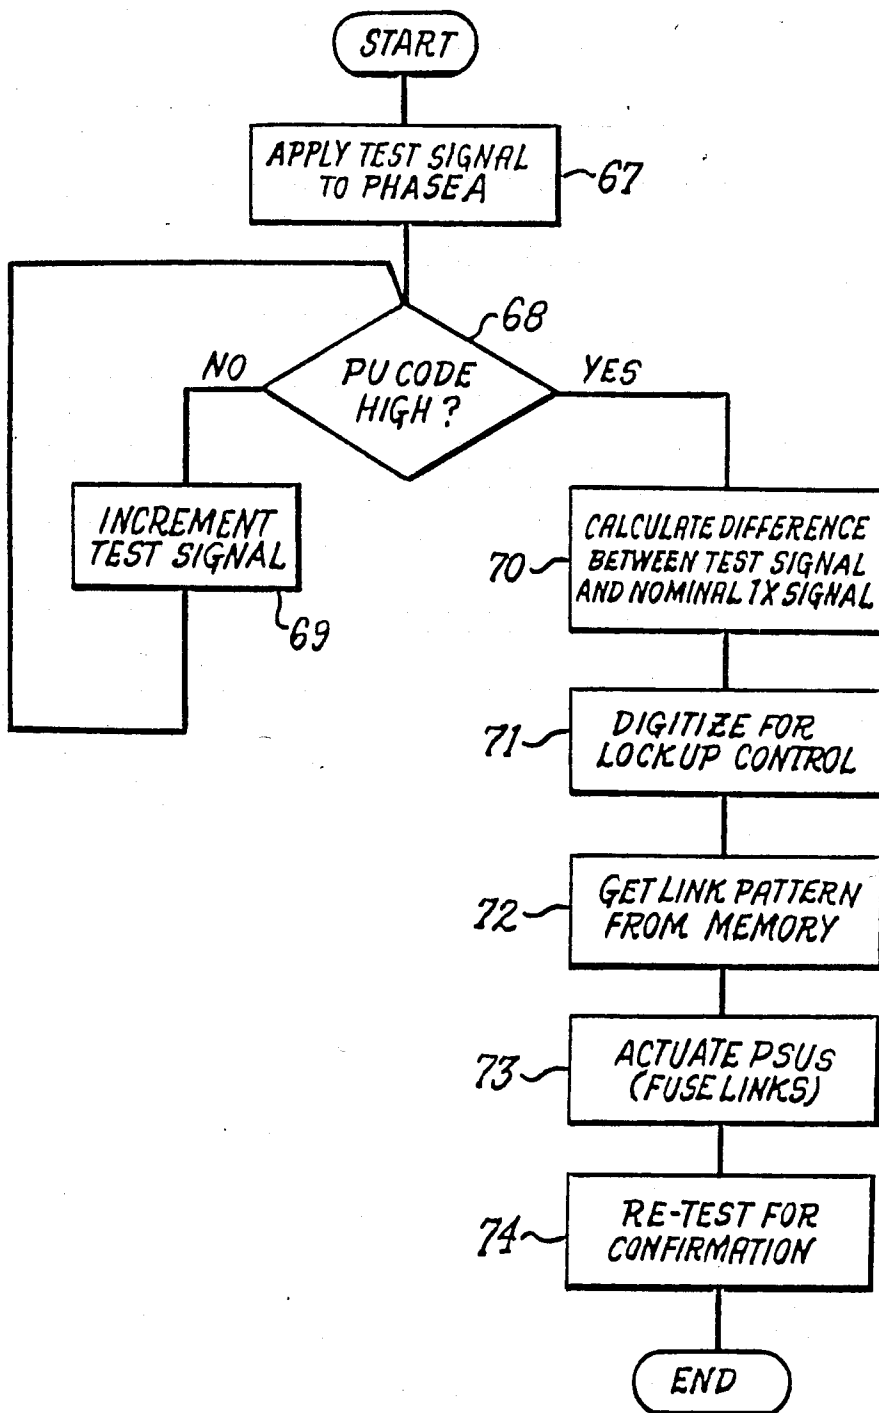 START
APPLY TEST SIGNAL
TO PHASE A
67
68
PU CODE
HIGH ?
NO
YES
INCREMENT
TEST SIGNAL
69
70
CALCULATE DIFFERENCE
BETWEEN TEST SIGNAL
AND NOMINAL 1X SIGNAL
71
DIGITIZE FOR
LOCKUP CONTROL
72
GET LINK PATTERN
FROM MEMORY
73
ACTUATE PSUs
(FUSE LINKS)
74
RE-TEST FOR
CONFIRMATION
END